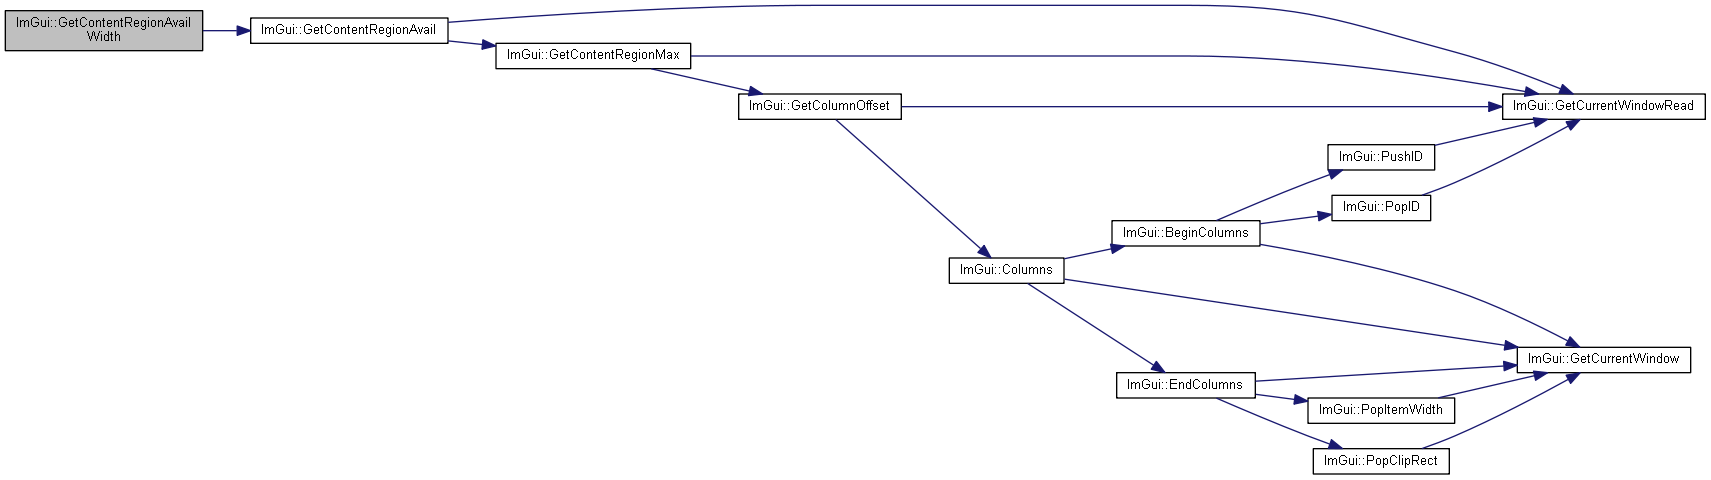 ImGui::GetContentRegionAvail
Width
ImGui::GetContentRegionAvail
ImGui::GetContentRegionMax
ImGui::GetColumnOffset
ImGui::GetCurrentWindowRead
ImGui::PushID
ImGui::PopID
ImGui::BeginColumns
ImGui::Columns
ImGui::GetCurrentWindow
ImGui::EndColumns
ImGui::PopItemWidth
ImGui::PopClipRect